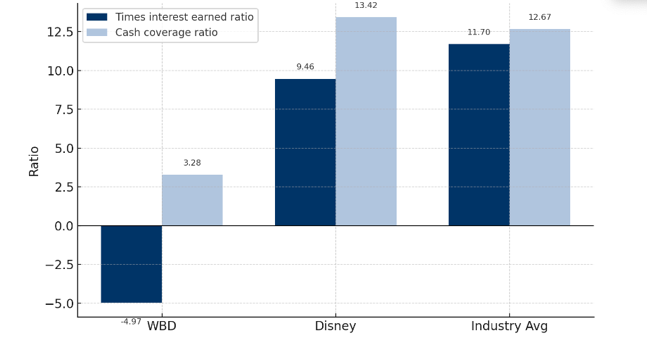 13.42
12.5
Times interest earned ratio
Cash coverage ratio
11.70
12.67
10.0
9.46
7.5
5.0
Ratio
3.28
2.5
0.0
−2.5
−5.0
-4.97
WBD
Disney
Industry Avg